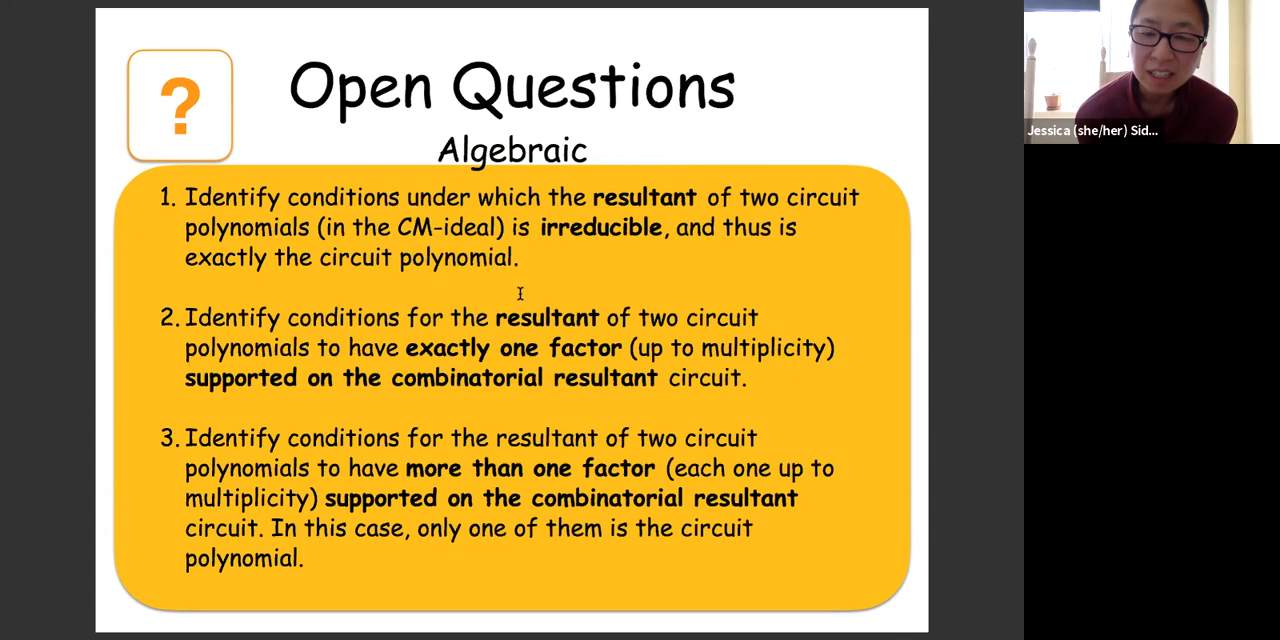 ?
Open Questions
Algebraic
1. Identify conditions under which the resultant of two circuit
polynomials (in the CM-ideal) is irreducible, and thus is
exactly the circuit polynomial.
2. Identify conditions for the resultant of two circuit
polynomials to have exactly one factor (up to multiplicity)
supported on the combinatorial resultant circuit.
3. Identify conditions for the resultant of two circuit
polynomials to have more than one factor (each one up to
multiplicity) supported on the combinatorial resultant
circuit. In this case, only one of them is the circuit
polynomial.
Jessica (she/her) Sid...